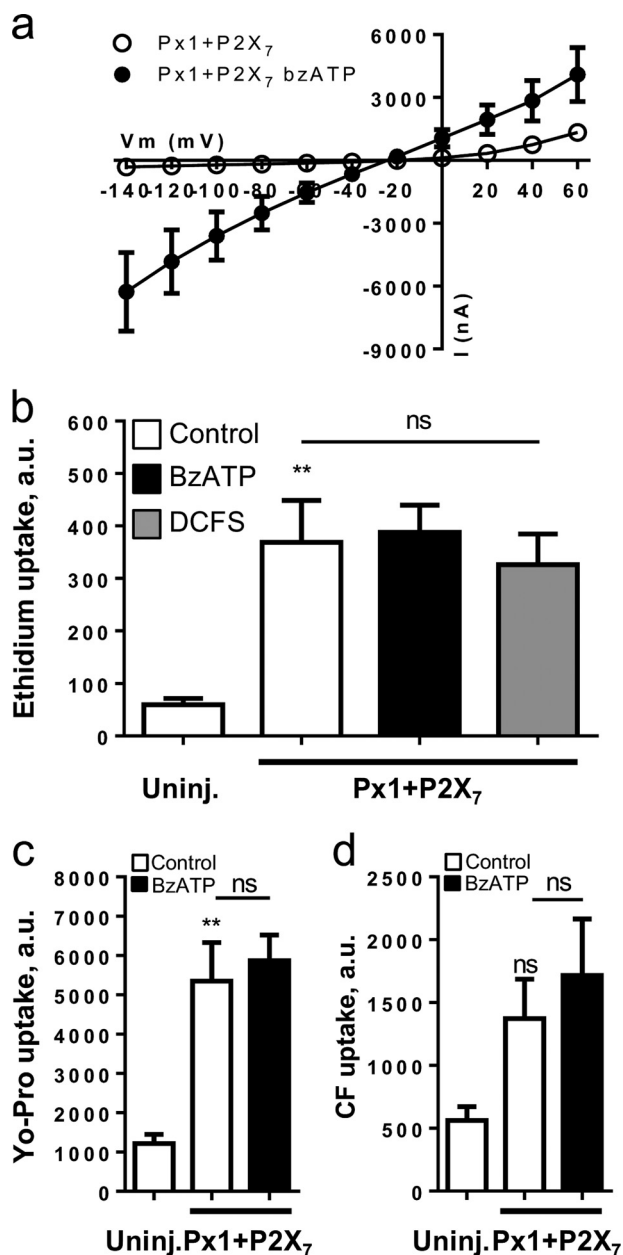 a
Px1+P2X7
Px1+P2X7 bzATP
6000
3000
Vm (mV)
-140 -120 -100 -80 -60 -40 -20 20 40 60
-3000
-6000
-9000
I (nA)
b
600
500
400
300
200
100
0
Ethidium uptake, a.u.
Control
BzATP
DCFS
ns
**
Uninj. Px1+P2X7
c
Control
BzATP
8000
7000
6000
5000
4000
3000
2000
1000
0
Yo-Pro uptake, a.u.
ns
**
Uninj. Px1+P2X7
d
Control
BzATP
2500
2000
1500
1000
500
0
CF uptake, a.u.
ns
ns
Uninj. Px1+P2X7